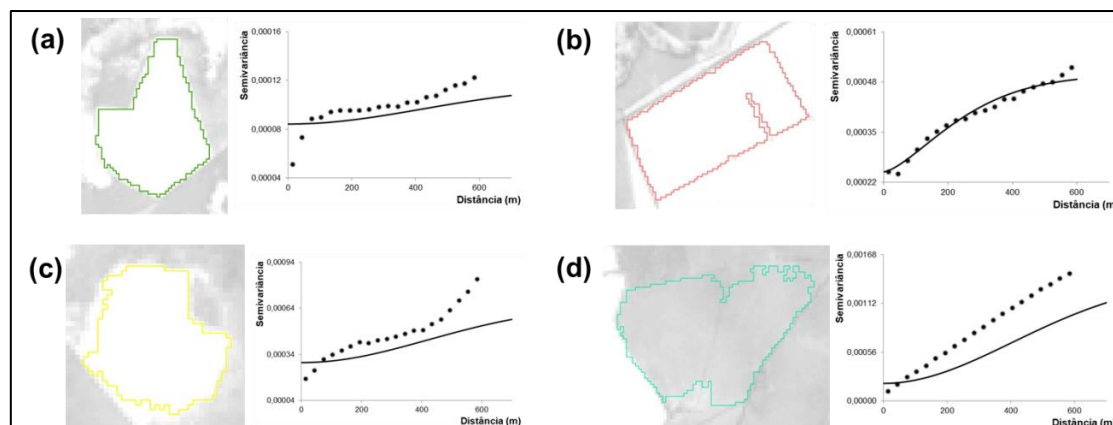 (a)
Semivariância
0,00016
0,00012
0,00008
0,00004
0 200 400 600
Distância (m)
(b)
Semivariância
0,00061
0,00048
0,00035
0,00022
0 200 400 600
Distância (m)
(c)
Semivariância
0,00094
0,00064
0,00034
0,00004
0 200 400 600
Distância (m)
(d)
Semivariância
0,00168
0,00112
0,00056
0,00000
0 200 400 600
Distância (m)